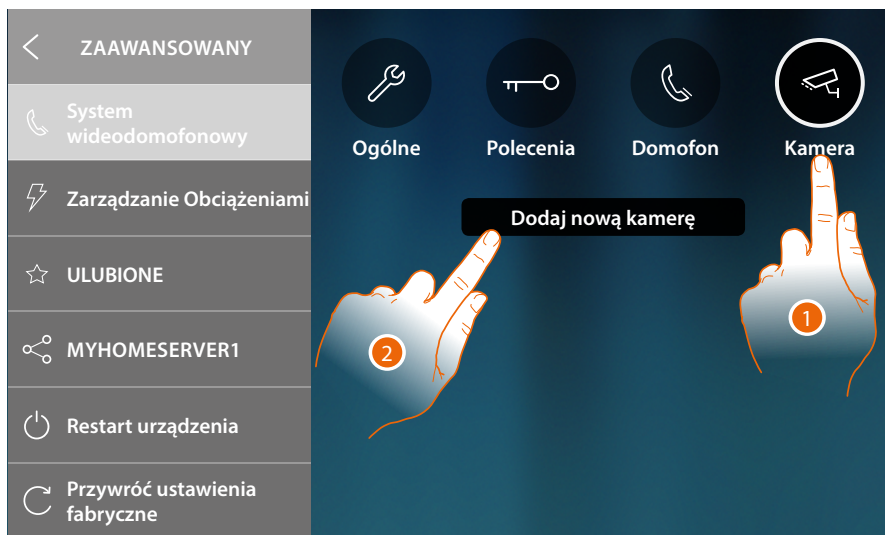 ZAAWANSOWANY
System
wideodomofonowy
Zarządzanie Obciążeniami
ULUBIONE
MYHOMESERVER1
Restart urządzenia
Przywróć ustawienia
fabryczne
Ogólne
Polecenia
Domofon
Kamera
Dodaj nową kamerę
1
2